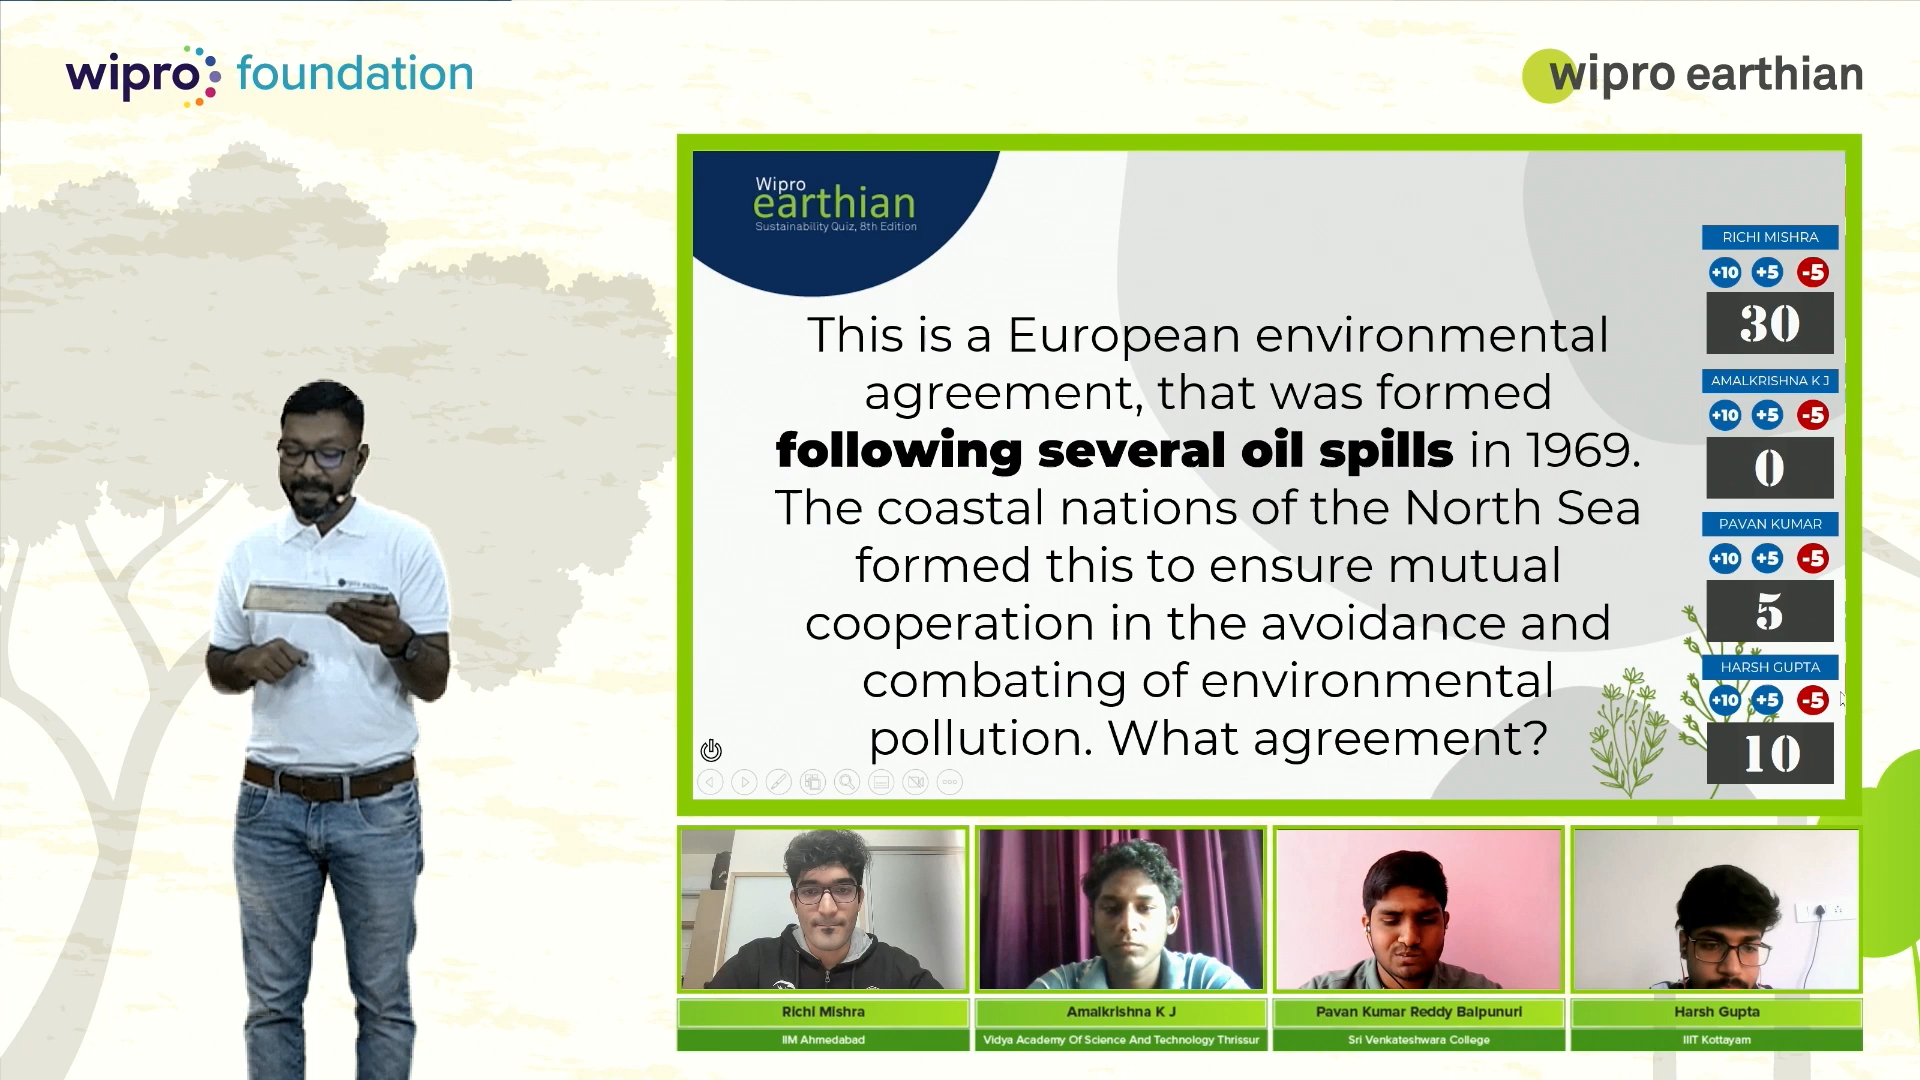 wipro foundation
wipro earthian
Wipro
earthian
Sustainability Quiz, 8th Edition
This is a European environmental
agreement, that was formed
following several oil spills in 1969.
The coastal nations of the North Sea
formed this to ensure mutual
cooperation in the avoidance and
combating of environmental
pollution. What agreement?
RICHI MISHRA
+10 +5 -5
30
AMALKRISHNA K J
+10 +5 -5
0
PAVAN KUMAR
+10 +5 -5
5
HARSH GUPTA
+10 +5 -5
10
Richi Mishra
IIM Ahmedabad
Amalkrishna K J
Vidya Academy Of Science And Technology Thrissur
Pavan Kumar Reddy Balpunuri
Sri Venkateshwara College
Harsh Gupta
IIIT Kottayam